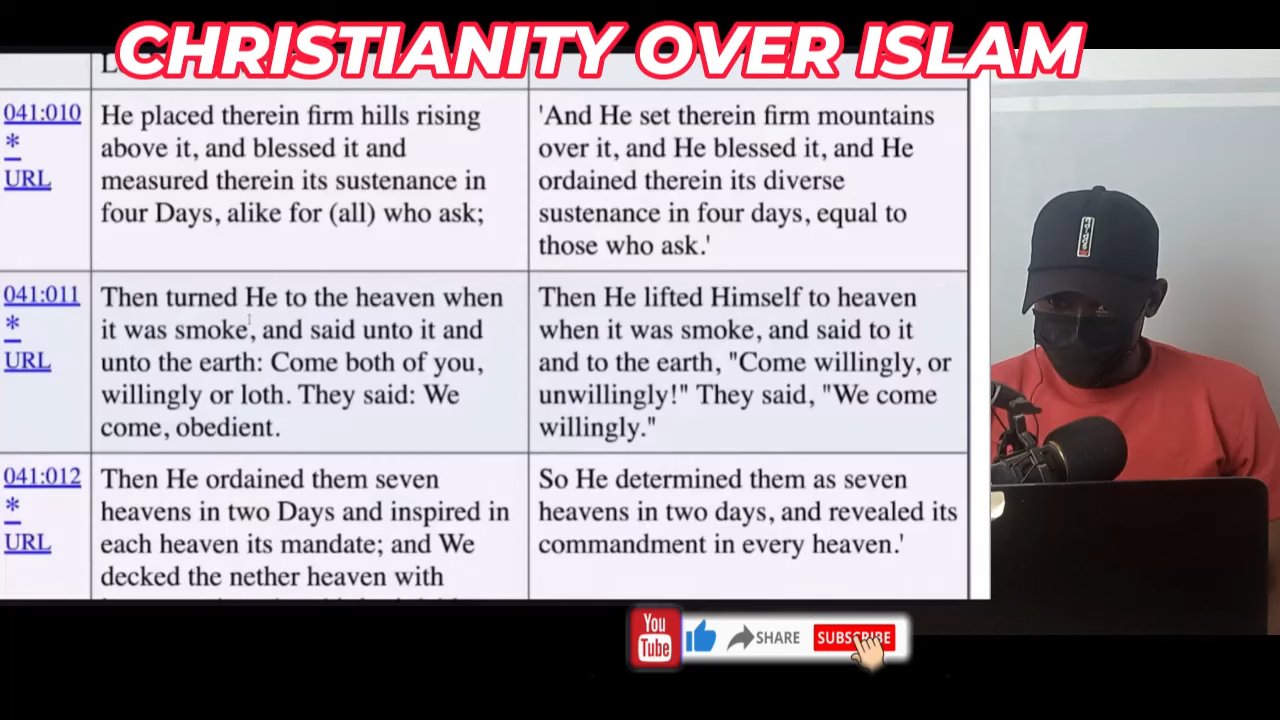 CHRISTIANITY OVER ISLAM
041:010
*
URL
He placed therein firm hills rising
above it, and blessed it and
measured therein its sustenance in
four Days, alike for (all) who ask;
'And He set therein firm mountains
over it, and He blessed it, and He
ordained therein its diverse
sustenance in four days, equal to
those who ask.'
041:011
*
URL
Then turned He to the heaven when
it was smoke, and said unto it and
unto the earth: Come both of you,
willingly or loth. They said: We
come, obedient.
Then He lifted Himself to heaven
when it was smoke, and said to it
and to the earth, "Come willingly, or
unwillingly!" They said, "We come
willingly."
041:012
*
URL
Then He ordained them seven
heavens in two Days and inspired in
each heaven its mandate; and We
decked the nether heaven with
So He determined them as seven
heavens in two days, and revealed its
commandment in every heaven.'
You
Tube
SHARE
SUBSCRIBE